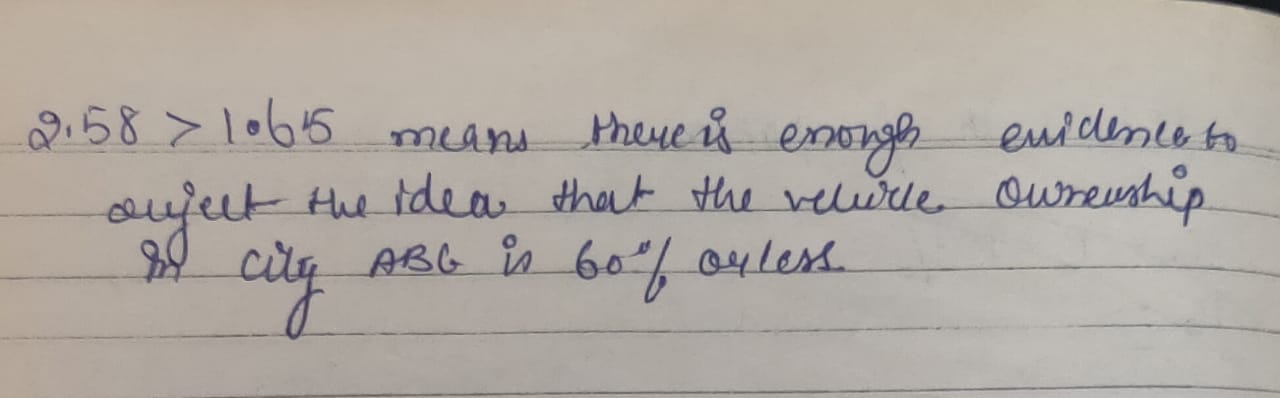 2.58 > 1.645 means there is enough evidence to
reject the idea that the vehicle ownership
in city ABG is 60% or less